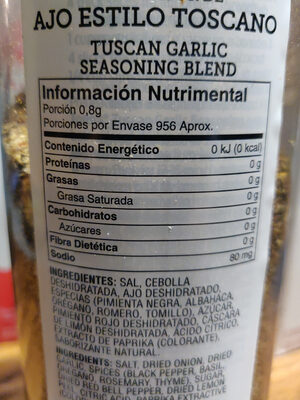 AJO ESTILO TOSCANO
TUSCAN GARLIC
SEASONING BLEND
Información Nutrimental
Porción 0,8g
Porciones por Envase 956 Aprox.
Contenido Energético 0 kJ (0 kcal)
Proteínas 0 g
Grasas 0 g
Grasa Saturada 0 g
Carbohidratos 0 g
Azúcares 0 g
Fibra Dietética 0 g
Sodio 80 mg
INGREDIENTES: SAL, CEBOLLA
DESHIDRATADA, AJO DESHIDRATADO,
ESPECIAS (PIMIENTA NEGRA, ALBAHACA,
ORÉGANO, ROMERO, TOMILLO), AZÚCAR,
PIMIENTO ROJO DESHIDRATADO, CÁSCARA
DE LIMÓN DESHIDRATADA, ÁCIDO CÍTRICO,
EXTRACTO DE PAPRIKA (COLORANTE),
SABORIZANTE NATURAL.
INGREDIENTS: SALT, DRIED ONION, DRIED
GARLIC, SPICES (BLACK PEPPER, BASIL,
OREGANO, ROSEMARY, THYME), SUGAR,
DRIED RED BELL PEPPER, DRIED LEMON
PEEL, CITRIC ACID, PAPRIKA EXTRACTIVE